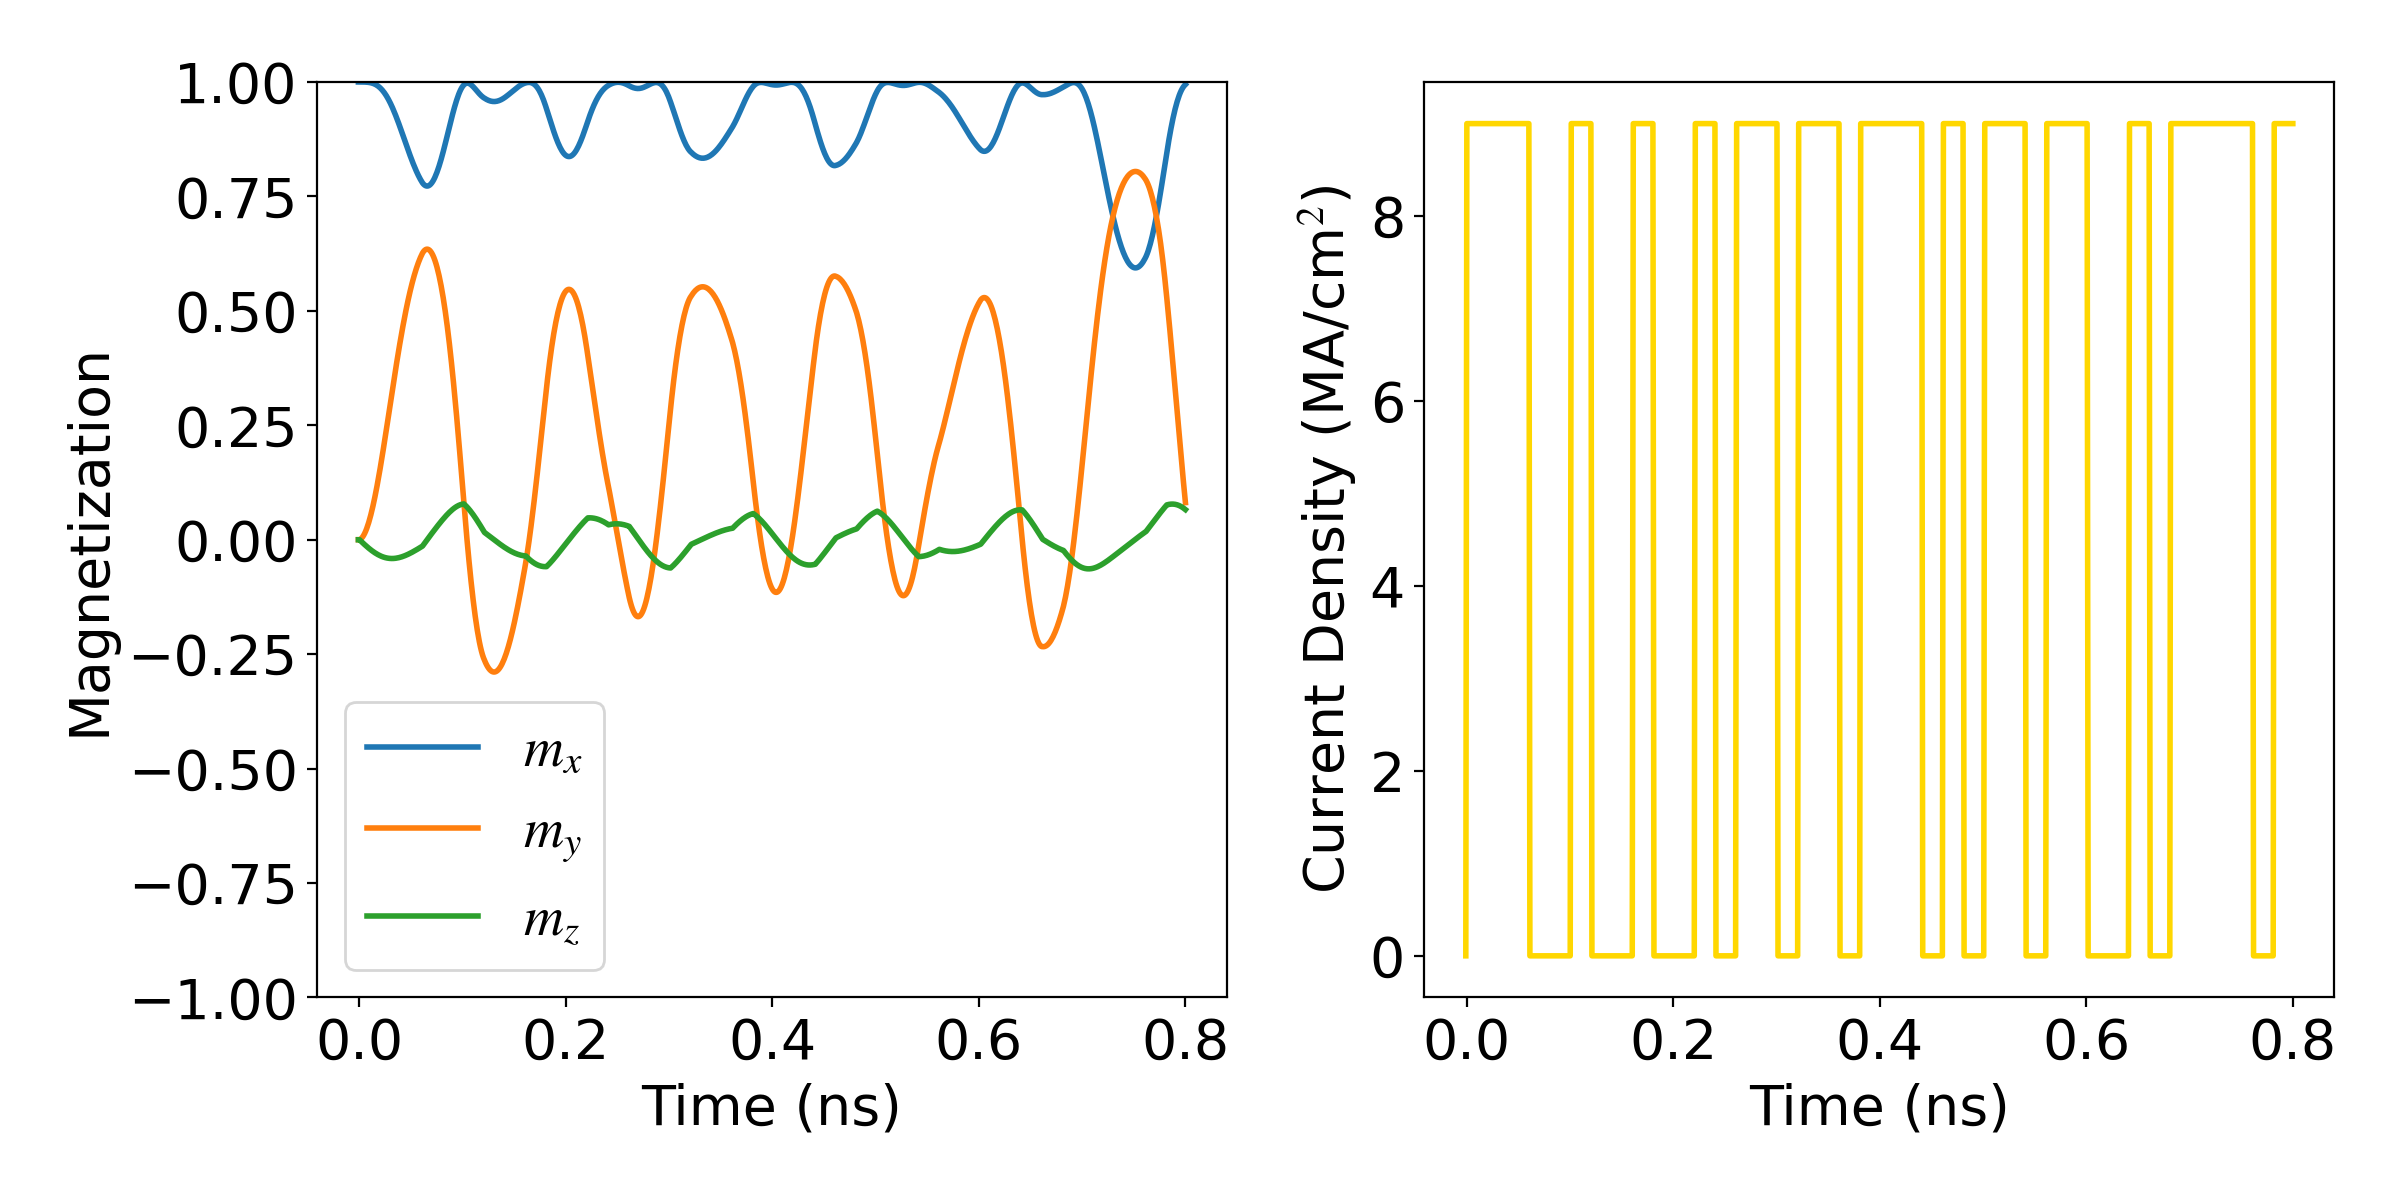 1.00
0.75
0.50
0.25
0.00
−0.25
−0.50
−0.75
−1.00
Magnetization
m_x
m_y
m_z
0.0 0.2 0.4 0.6 0.8
Time (ns)
8
6
4
2
0
Current Density (MA/cm²)
0.0 0.2 0.4 0.6 0.8
Time (ns)